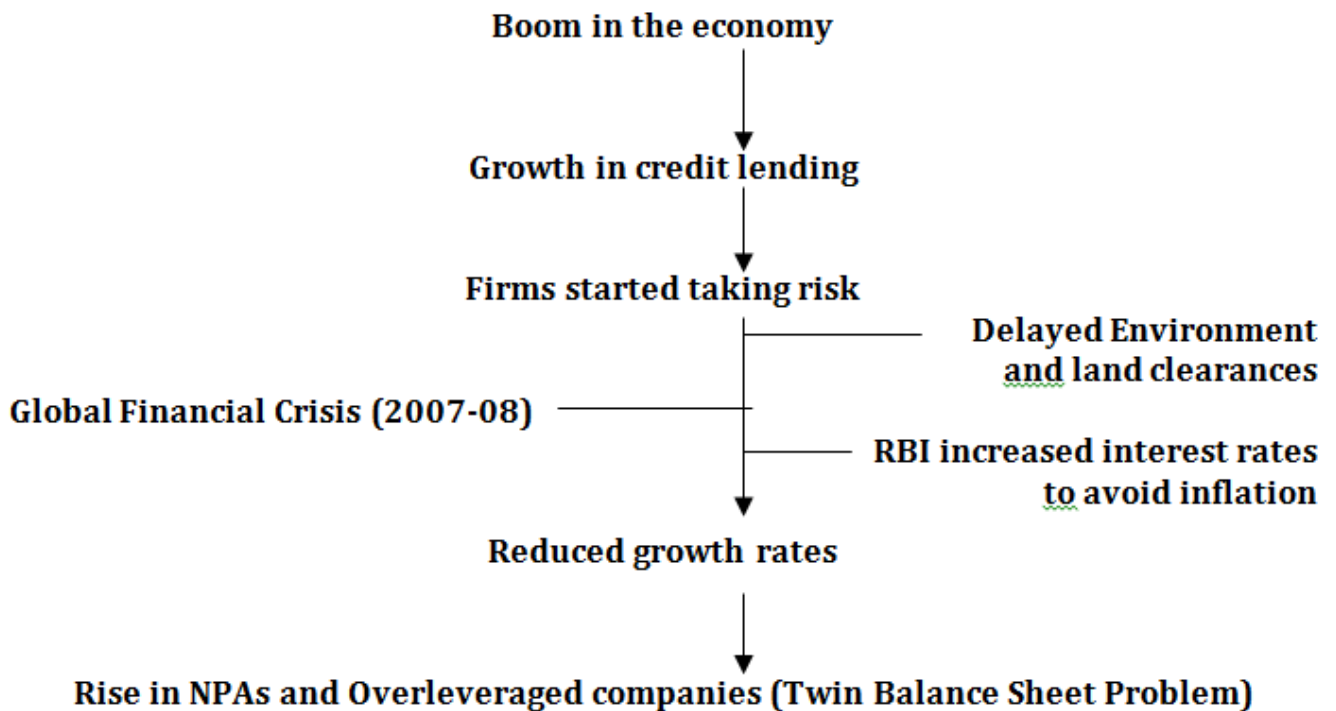 Boom in the economy
Growth in credit lending
Firms started taking risk
Delayed Environment
and land clearances
Global Financial Crisis (2007-08)
RBI increased interest rates
to avoid inflation
Reduced growth rates
Rise in NPAs and Overleveraged companies (Twin Balance Sheet Problem)